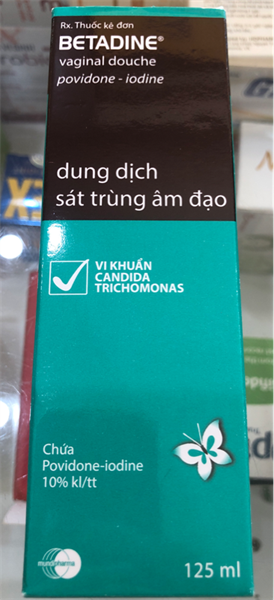 Rx. Thuốc kê đơn
BETADINE®
vaginal douche
povidone - iodine
dung dịch
sát trùng âm đạo
VI KHUẨN
CANDIDA
TRICHOMONAS
Chứa
Povidone-iodine
10% kl/tt
mundipharma
125 ml